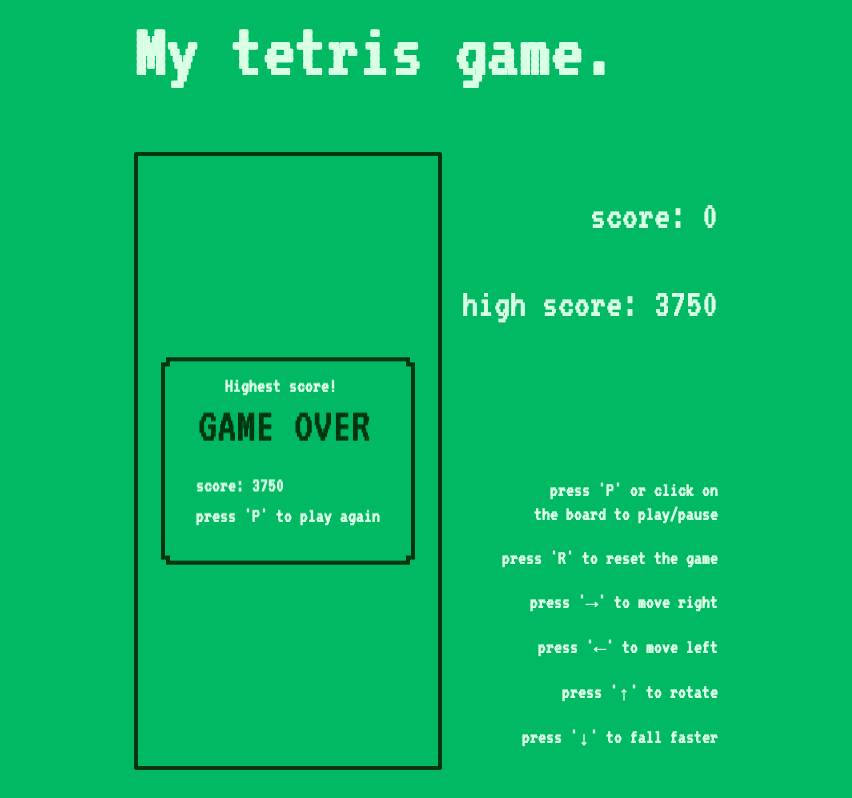 My tetris game.
score: 0
high score: 3750
Highest score!
GAME OVER
score: 3750
press 'P' to play again
press 'P' or click on
the board to play/pause
press 'R' to reset the game
press '→' to move right
press '←' to move left
press '↑' to rotate
press '↓' to fall faster